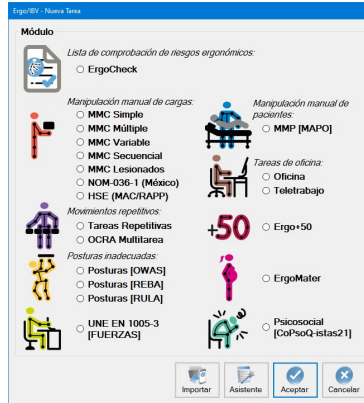 Ergo/IBV - Nueva Tarea
Módulo
Lista de comprobación de riesgos ergonómicos:
ErgoCheck
Manipulación manual de cargas:
MMC Simple
MMC Múltiple
MMC Variable
MMC Secuencial
MMC Lesionados
NOM-036-1 (México)
HSE (MAC/RAPP)
Movimientos repetitivos:
Tareas Repetitivas
OCRA Multitarea
Posturas inadecuadas:
Posturas [OWAS]
Posturas [REBA]
Posturas [RULA]
UNE EN 1005-3
[FUERZAS]
Manipulación manual de
pacientes:
MMP [MAPO]
Tareas de oficina:
Oficina
Teletrabajo
+50
Ergo+50
ErgoMater
Psicosocial
[CoPsoQ-istas21]
Importar
Asistente
Aceptar
Cancelar